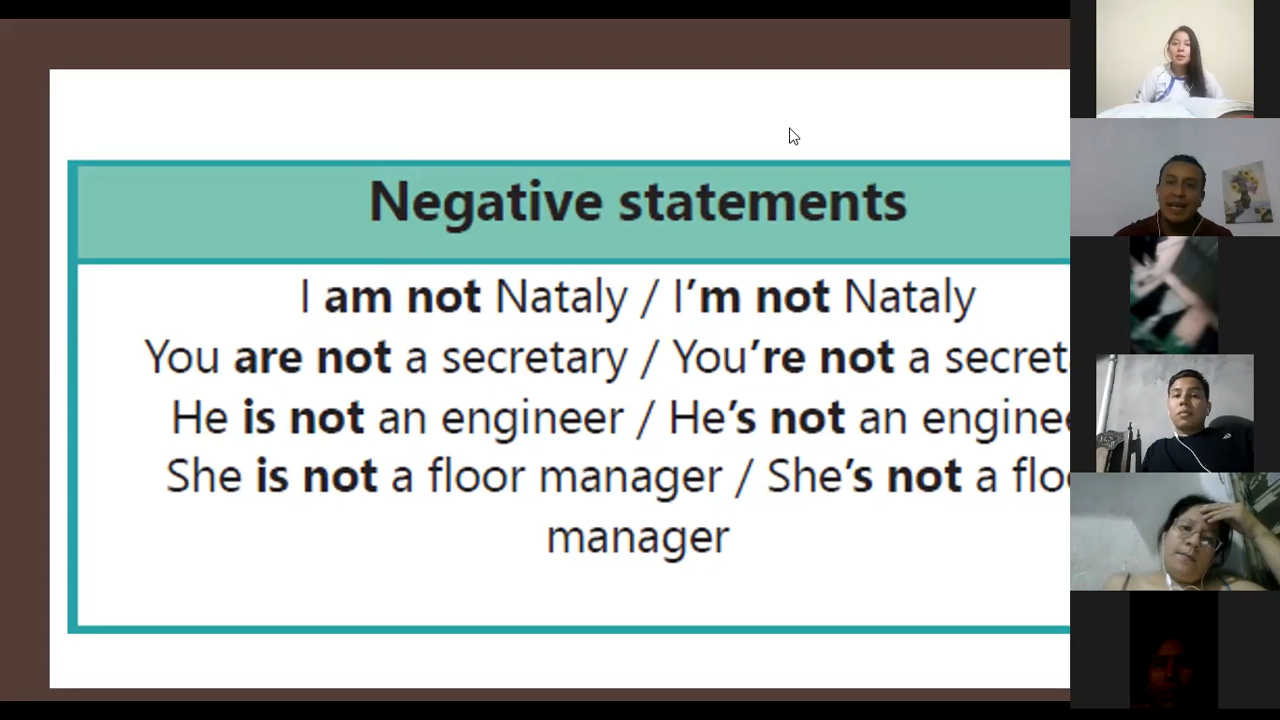 Negative statements
I am not Nataly / I'm not Nataly
You are not a secretary / You're not a secret
He is not an engineer / He's not an enginee
She is not a floor manager / She's not a floo
manager